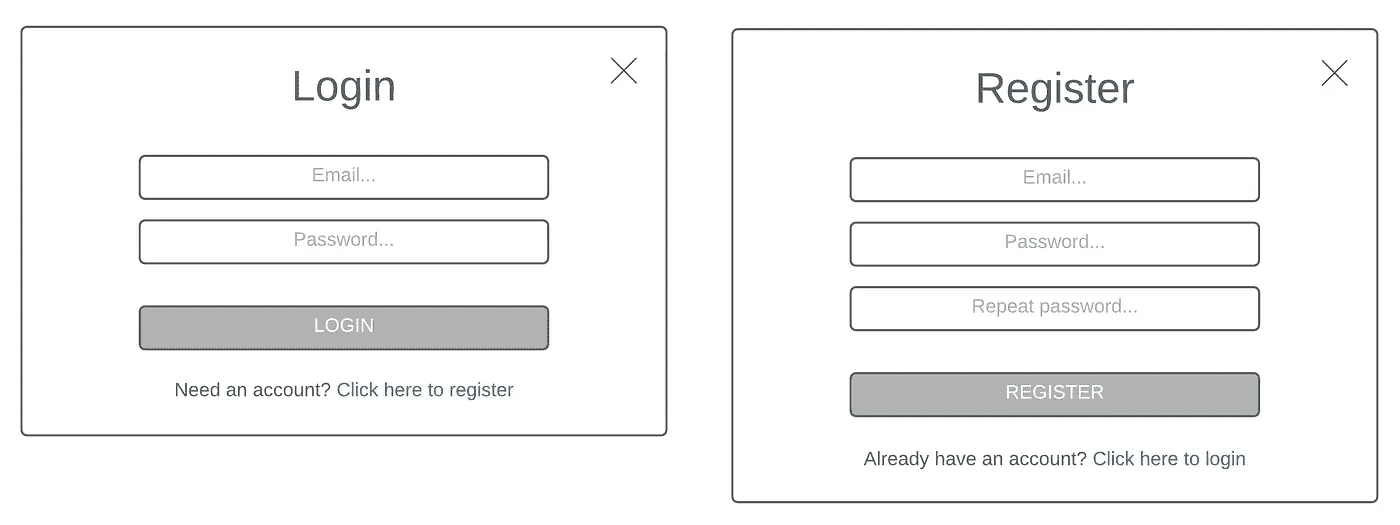 Login
Email...
Password...
LOGIN
Need an account? Click here to register
Register
Email...
Password...
Repeat password...
REGISTER
Already have an account? Click here to login